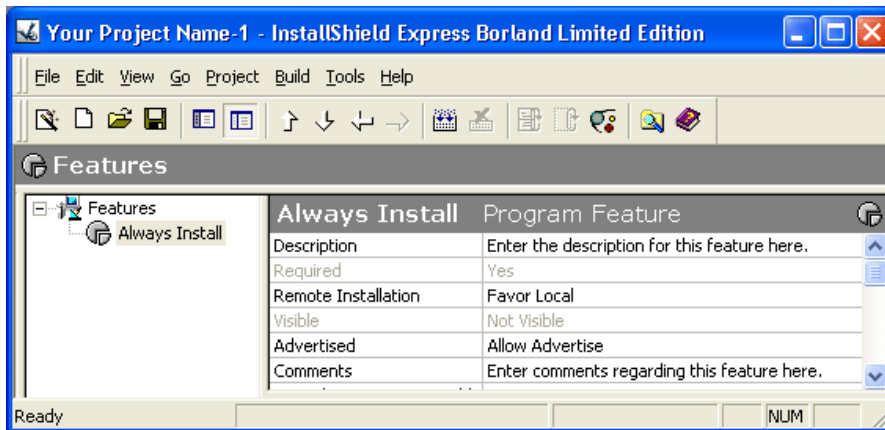 Your Project Name-1 - InstallShield Express Borland Limited Edition
File Edit View Go Project Build Tools Help
Features
Features
Always Install
Always Install Program Feature
Description Enter the description for this feature here.
Required Yes
Remote Installation Favor Local
Visible Not Visible
Advertised Allow Advertise
Comments Enter comments regarding this feature here.
Ready NUM